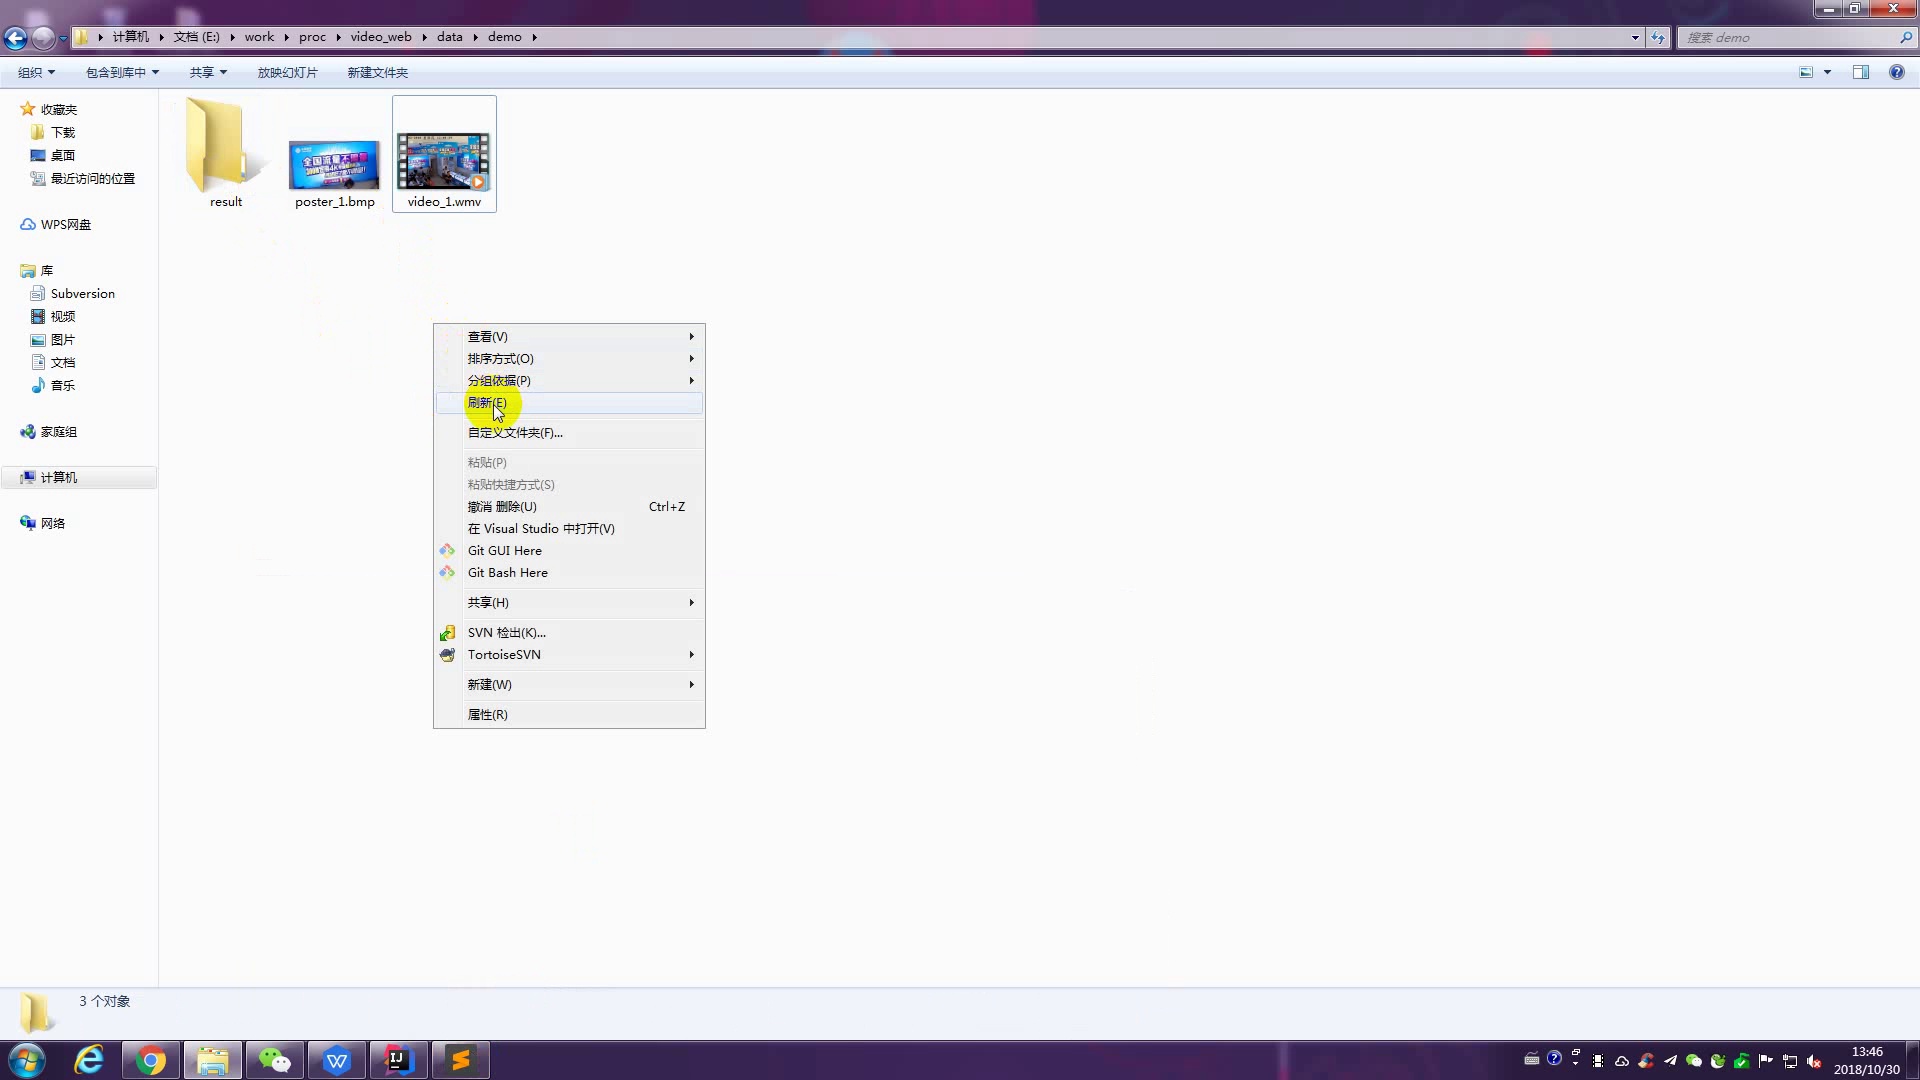 计算机 文档 (E:) work proc video_web data demo
搜索 demo
组织 包含到库中 共享 放映幻灯片 新建文件夹
收藏夹
下载
桌面
最近访问的位置
WPS网盘
库
Subversion
视频
图片
文档
音乐
家庭组
计算机
网络
全国流量不限量
result
poster_1.bmp
video_1.wmv
查看(V)
排序方式(O)
分组依据(P)
刷新(E)
自定义文件夹(F)...
粘贴(P)
粘贴快捷方式(S)
撤消 删除(U) Ctrl+Z
在 Visual Studio 中打开(V)
Git GUI Here
Git Bash Here
共享(H)
SVN 检出(K)...
TortoiseSVN
新建(W)
属性(R)
3 个对象
13:46
2018/10/30